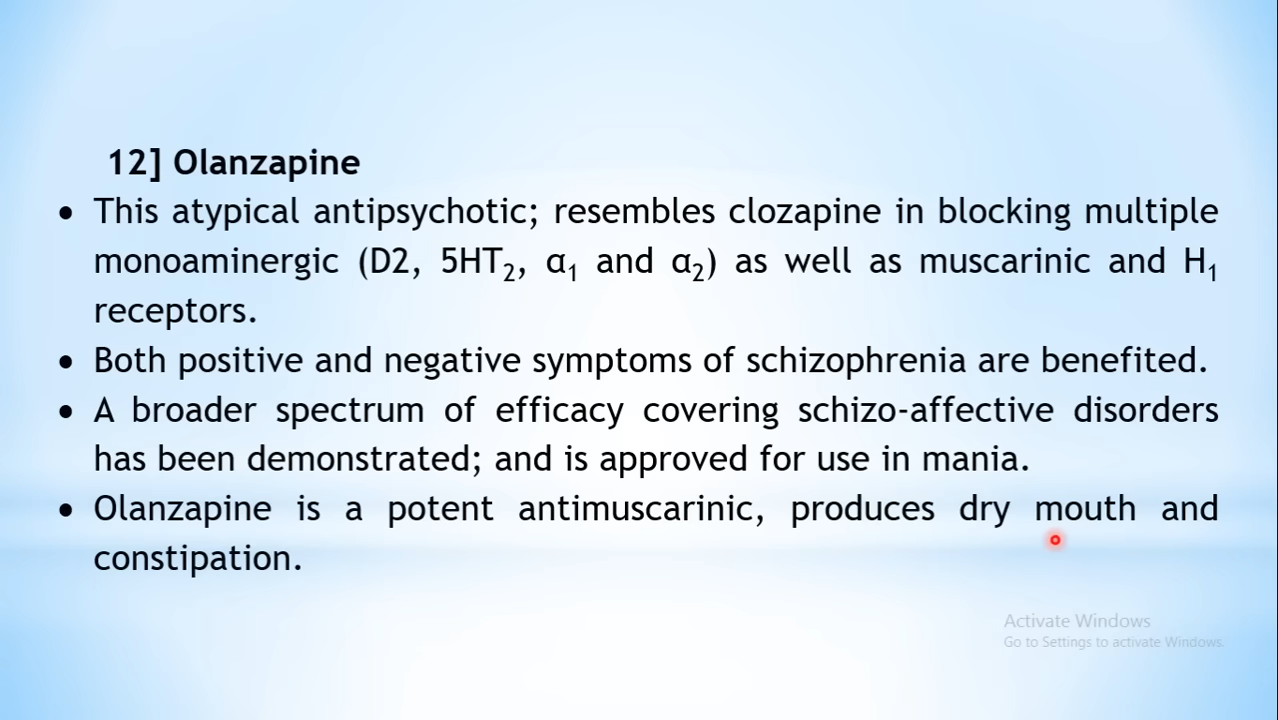 12] Olanzapine
• This atypical antipsychotic; resembles clozapine in blocking multiple
monoaminergic (D2, 5HT₂, α₁ and α₂) as well as muscarinic and H₁
receptors.
• Both positive and negative symptoms of schizophrenia are benefited.
• A broader spectrum of efficacy covering schizo-affective disorders
has been demonstrated; and is approved for use in mania.
• Olanzapine is a potent antimuscarinic, produces dry mouth and
constipation.
Activate Windows
Go to Settings to activate Windows.